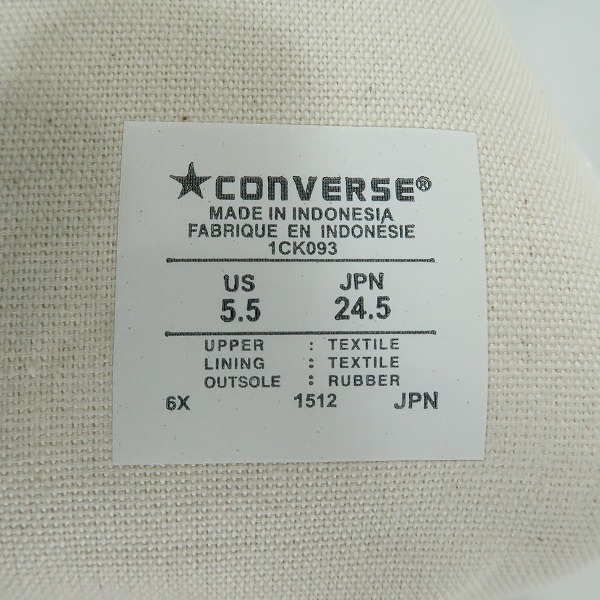 ★CONVERSE®
MADE IN INDONESIA
FABRIQUE EN INDONÉSIE
1CK093
US JPN
5.5 24.5
UPPER : TEXTILE
LINING : TEXTILE
OUTSOLE : RUBBER
6X 1512 JPN